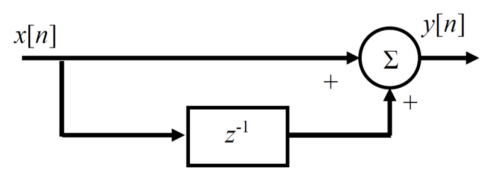 x[n]
y[n]
Σ
+
+
z⁻¹